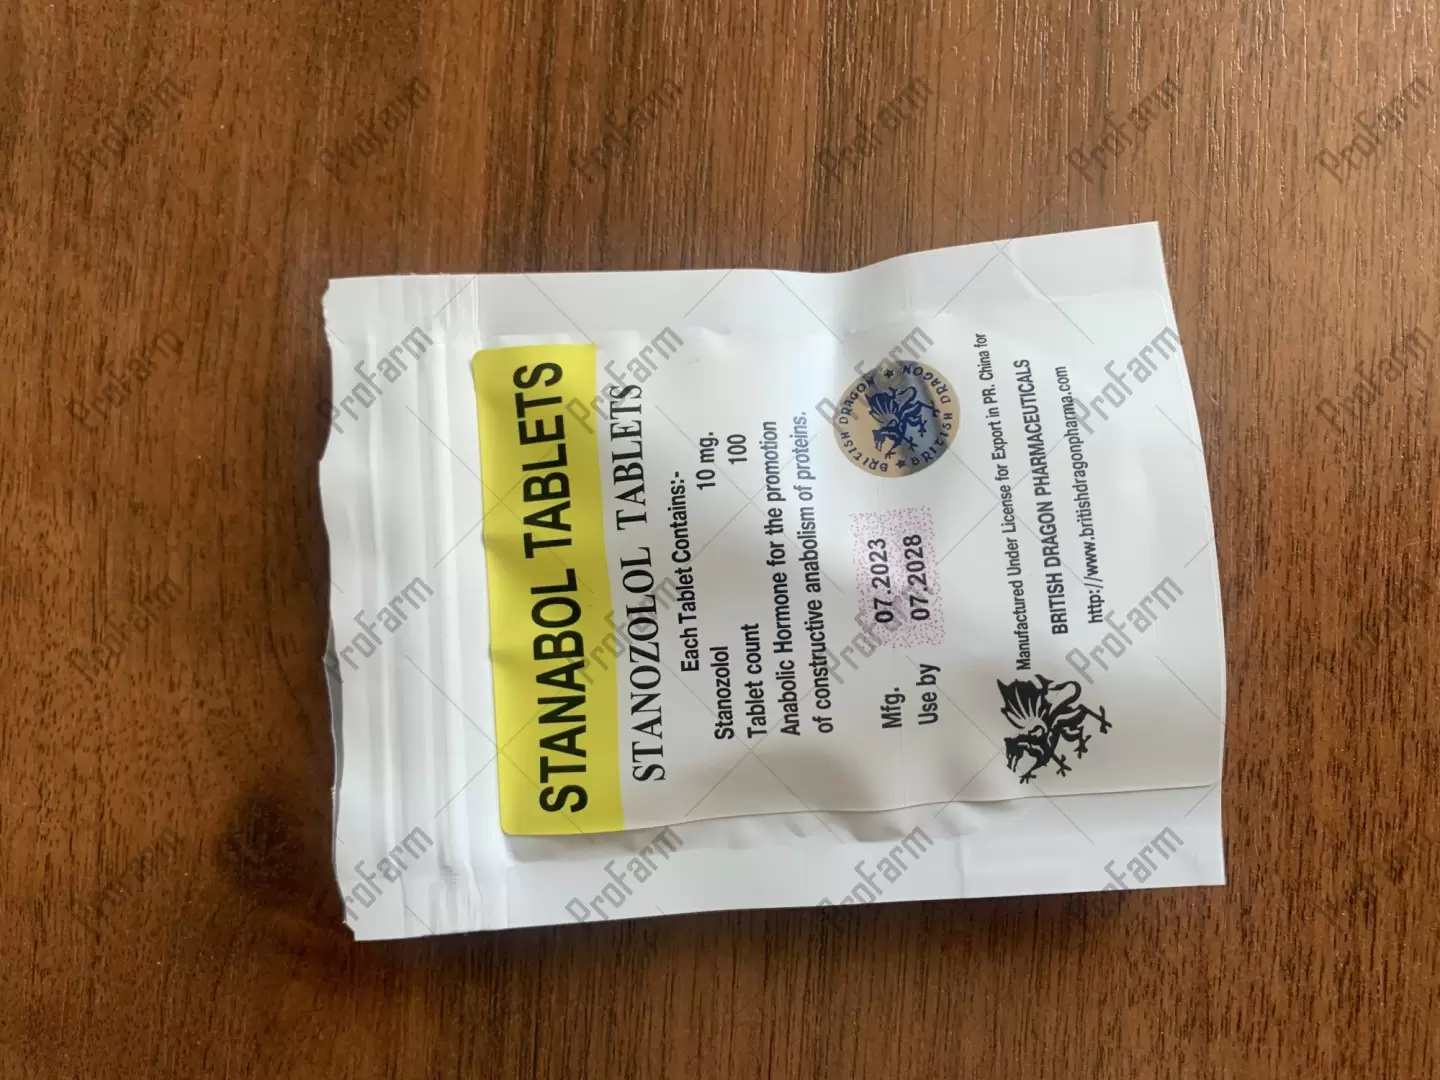 STANABOL TABLETS
STANOZOLOL TABLETS
Each Tablet Contains:-
Stanozolol 10 mg.
Tablet count 100
Anabolic Hormone for the promotion
of constructive anabolism of proteins.
Mfg. 07.2023
Use by 07.2028
BRITISH DRAGON ★ BRITISH DRAGON ★
Manufactured Under License for Export in PR. China for
BRITISH DRAGON PHARMACEUTICALS
http://www.britishdragonpharma.com
ProFarm